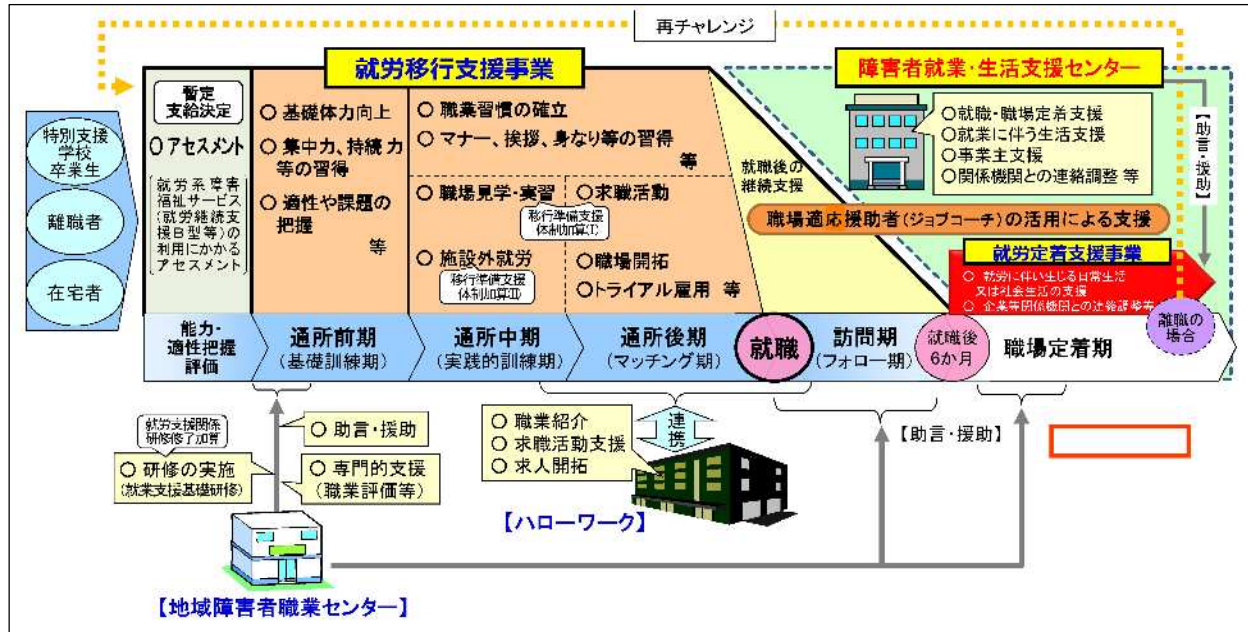 再チャレンジ
就労移行支援事業
障害者就業・生活支援センター
特別支援
学校
卒業生
離職者
在宅者
暫定
支給決定
○ アセスメント
就労系障害
福祉サービス
(就労継続支
援B型等)の
利用にかかる
アセスメント
○ 基礎体力向上
○ 集中力、持続力
等の習得
○ 適性や課題の
把握
等
○ 職業習慣の確立
○ マナー、挨拶、身なり等の習得
等
○ 職場見学・実習
移行準備支援
体制加算(Ⅰ)
○ 施設外就労
移行準備支援
体制加算(Ⅱ)
○ 求職活動
○ 職場開拓
○ トライアル雇用 等
就職後の
継続支援
○ 就職・職場定着支援
○ 就業に伴う生活支援
○ 事業主支援
○ 関係機関との連絡調整 等
【助言・援助】
職場適応援助者(ジョブコーチ)の活用による支援
就労定着支援事業
○ 就労に伴い生じる日常生活
又は社会生活の支援
○ 企業等関係機関との連絡調整等
離職の
場合
能力・
適性把握
評価
通所前期
(基礎訓練期)
通所中期
(実践的訓練期)
通所後期
(マッチング期)
就職
訪問期
(フォロー期)
就職後
6か月
職場定着期
就労支援関係
研修修了加算
○ 研修の実施
(就業支援基礎研修)
○ 助言・援助
○ 専門的支援
(職業評価等)
○ 職業紹介
○ 求職活動支援
○ 求人開拓
連携
【ハローワーク】
【助言・援助】
【地域障害者職業センター】